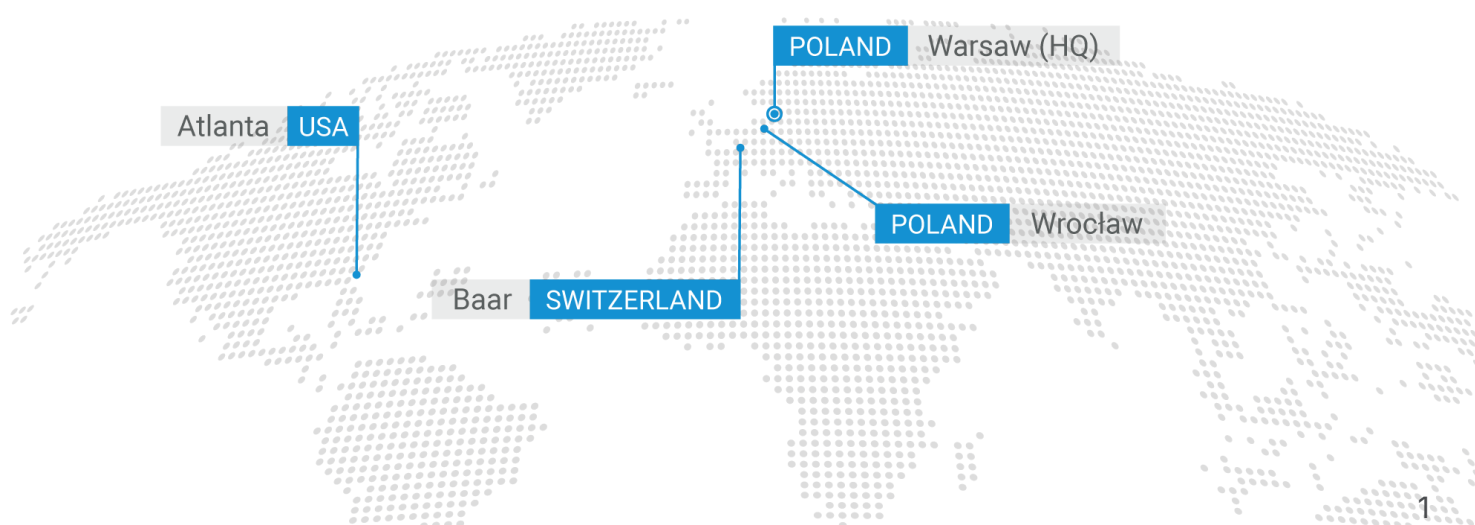 POLAND Warsaw (HQ)
Atlanta USA
POLAND Wrocław
Baar SWITZERLAND
1